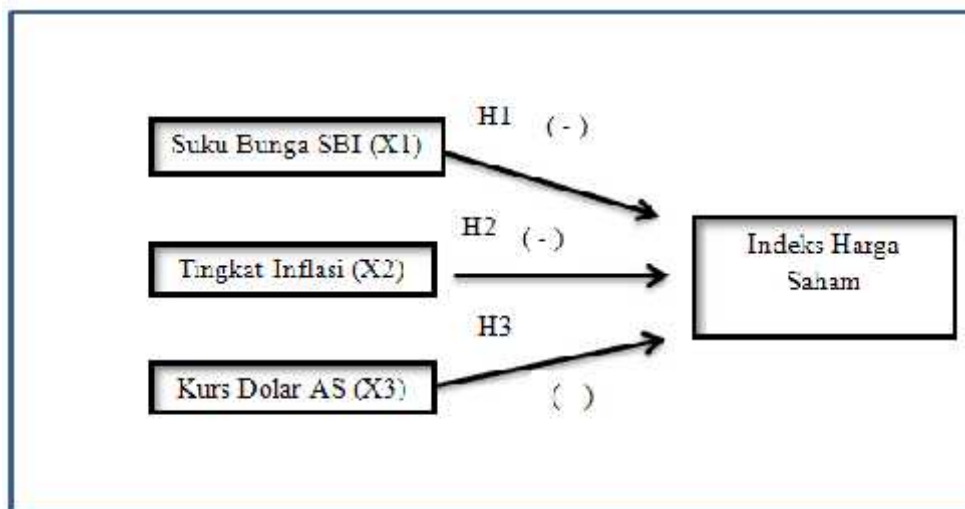 H1 ( - )
Suku Bunga SBI (X1)
H2 ( - )
Tingkat Inflasi (X2)
Indeks Harga
Saham
H3
Kurs Dolar AS (X3)
( )